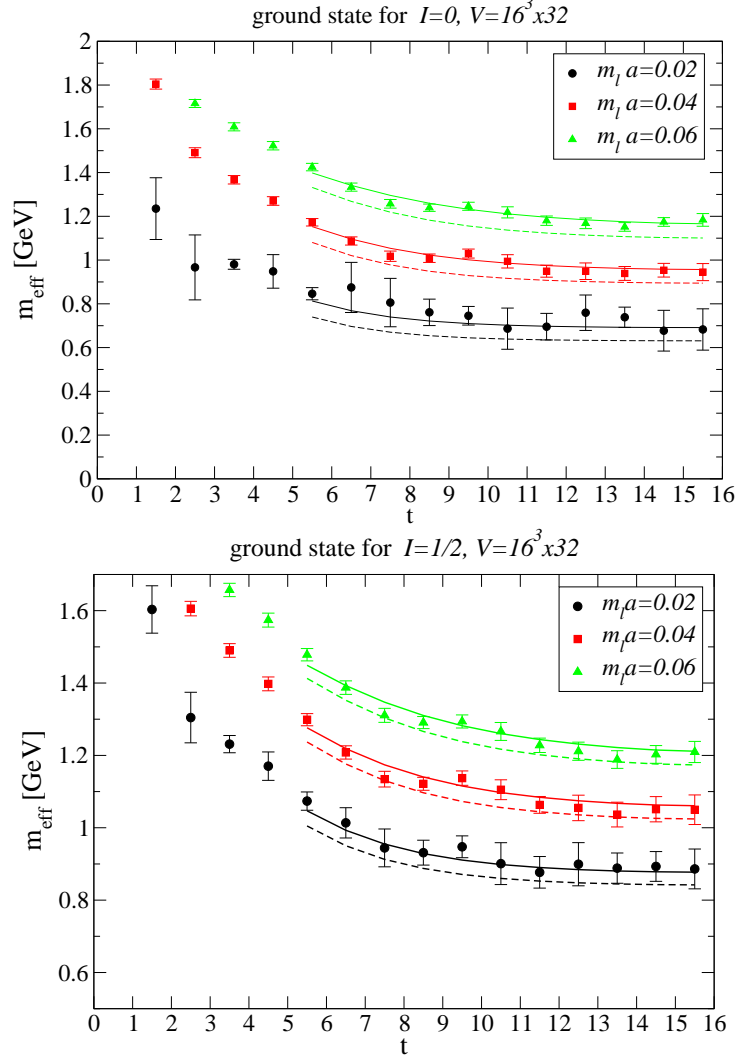 ground state for I=0, V=16³x32
2
1.8
1.6
1.4
1.2
1
0.8
0.6
0.4
0.2
0
m_eff [GeV]
m_l a=0.02
m_l a=0.04
m_l a=0.06
0 1 2 3 4 5 6 7 8 9 10 11 12 13 14 15 16
t
ground state for I=1/2, V=16³x32
1.6
1.4
1.2
1
0.8
0.6
m_eff [GeV]
m_l a=0.02
m_l a=0.04
m_l a=0.06
0 1 2 3 4 5 6 7 8 9 10 11 12 13 14 15 16
t